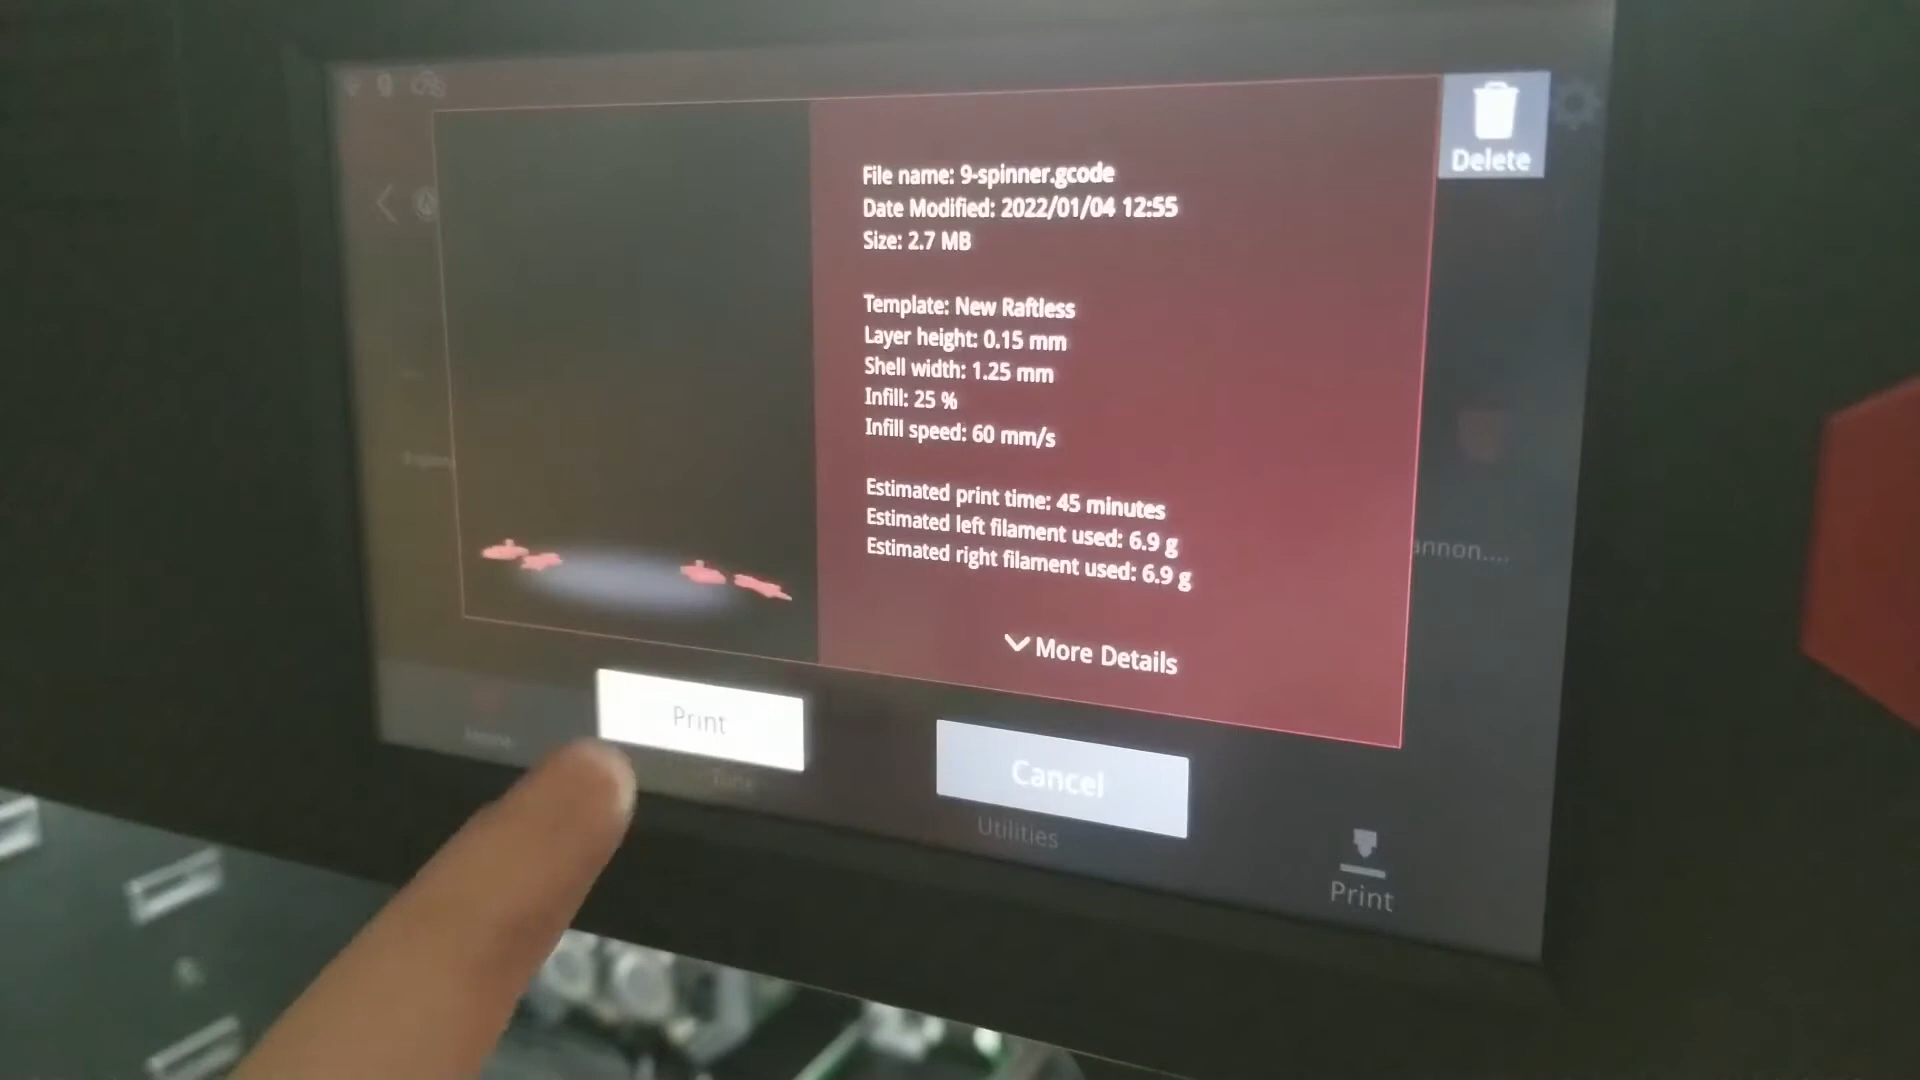 Delete
File name: 9-spinner.gcode
Date Modified: 2022/01/04 12:55
Size: 2.7 MB
Template: New Raftless
Layer height: 0.15 mm
Shell width: 1.25 mm
Infill: 25 %
Infill speed: 60 mm/s
Estimated print time: 45 minutes
Estimated left filament used: 6.9 g
Estimated right filament used: 6.9 g
annon....
More Details
Print
Cancel
Utilities
Print